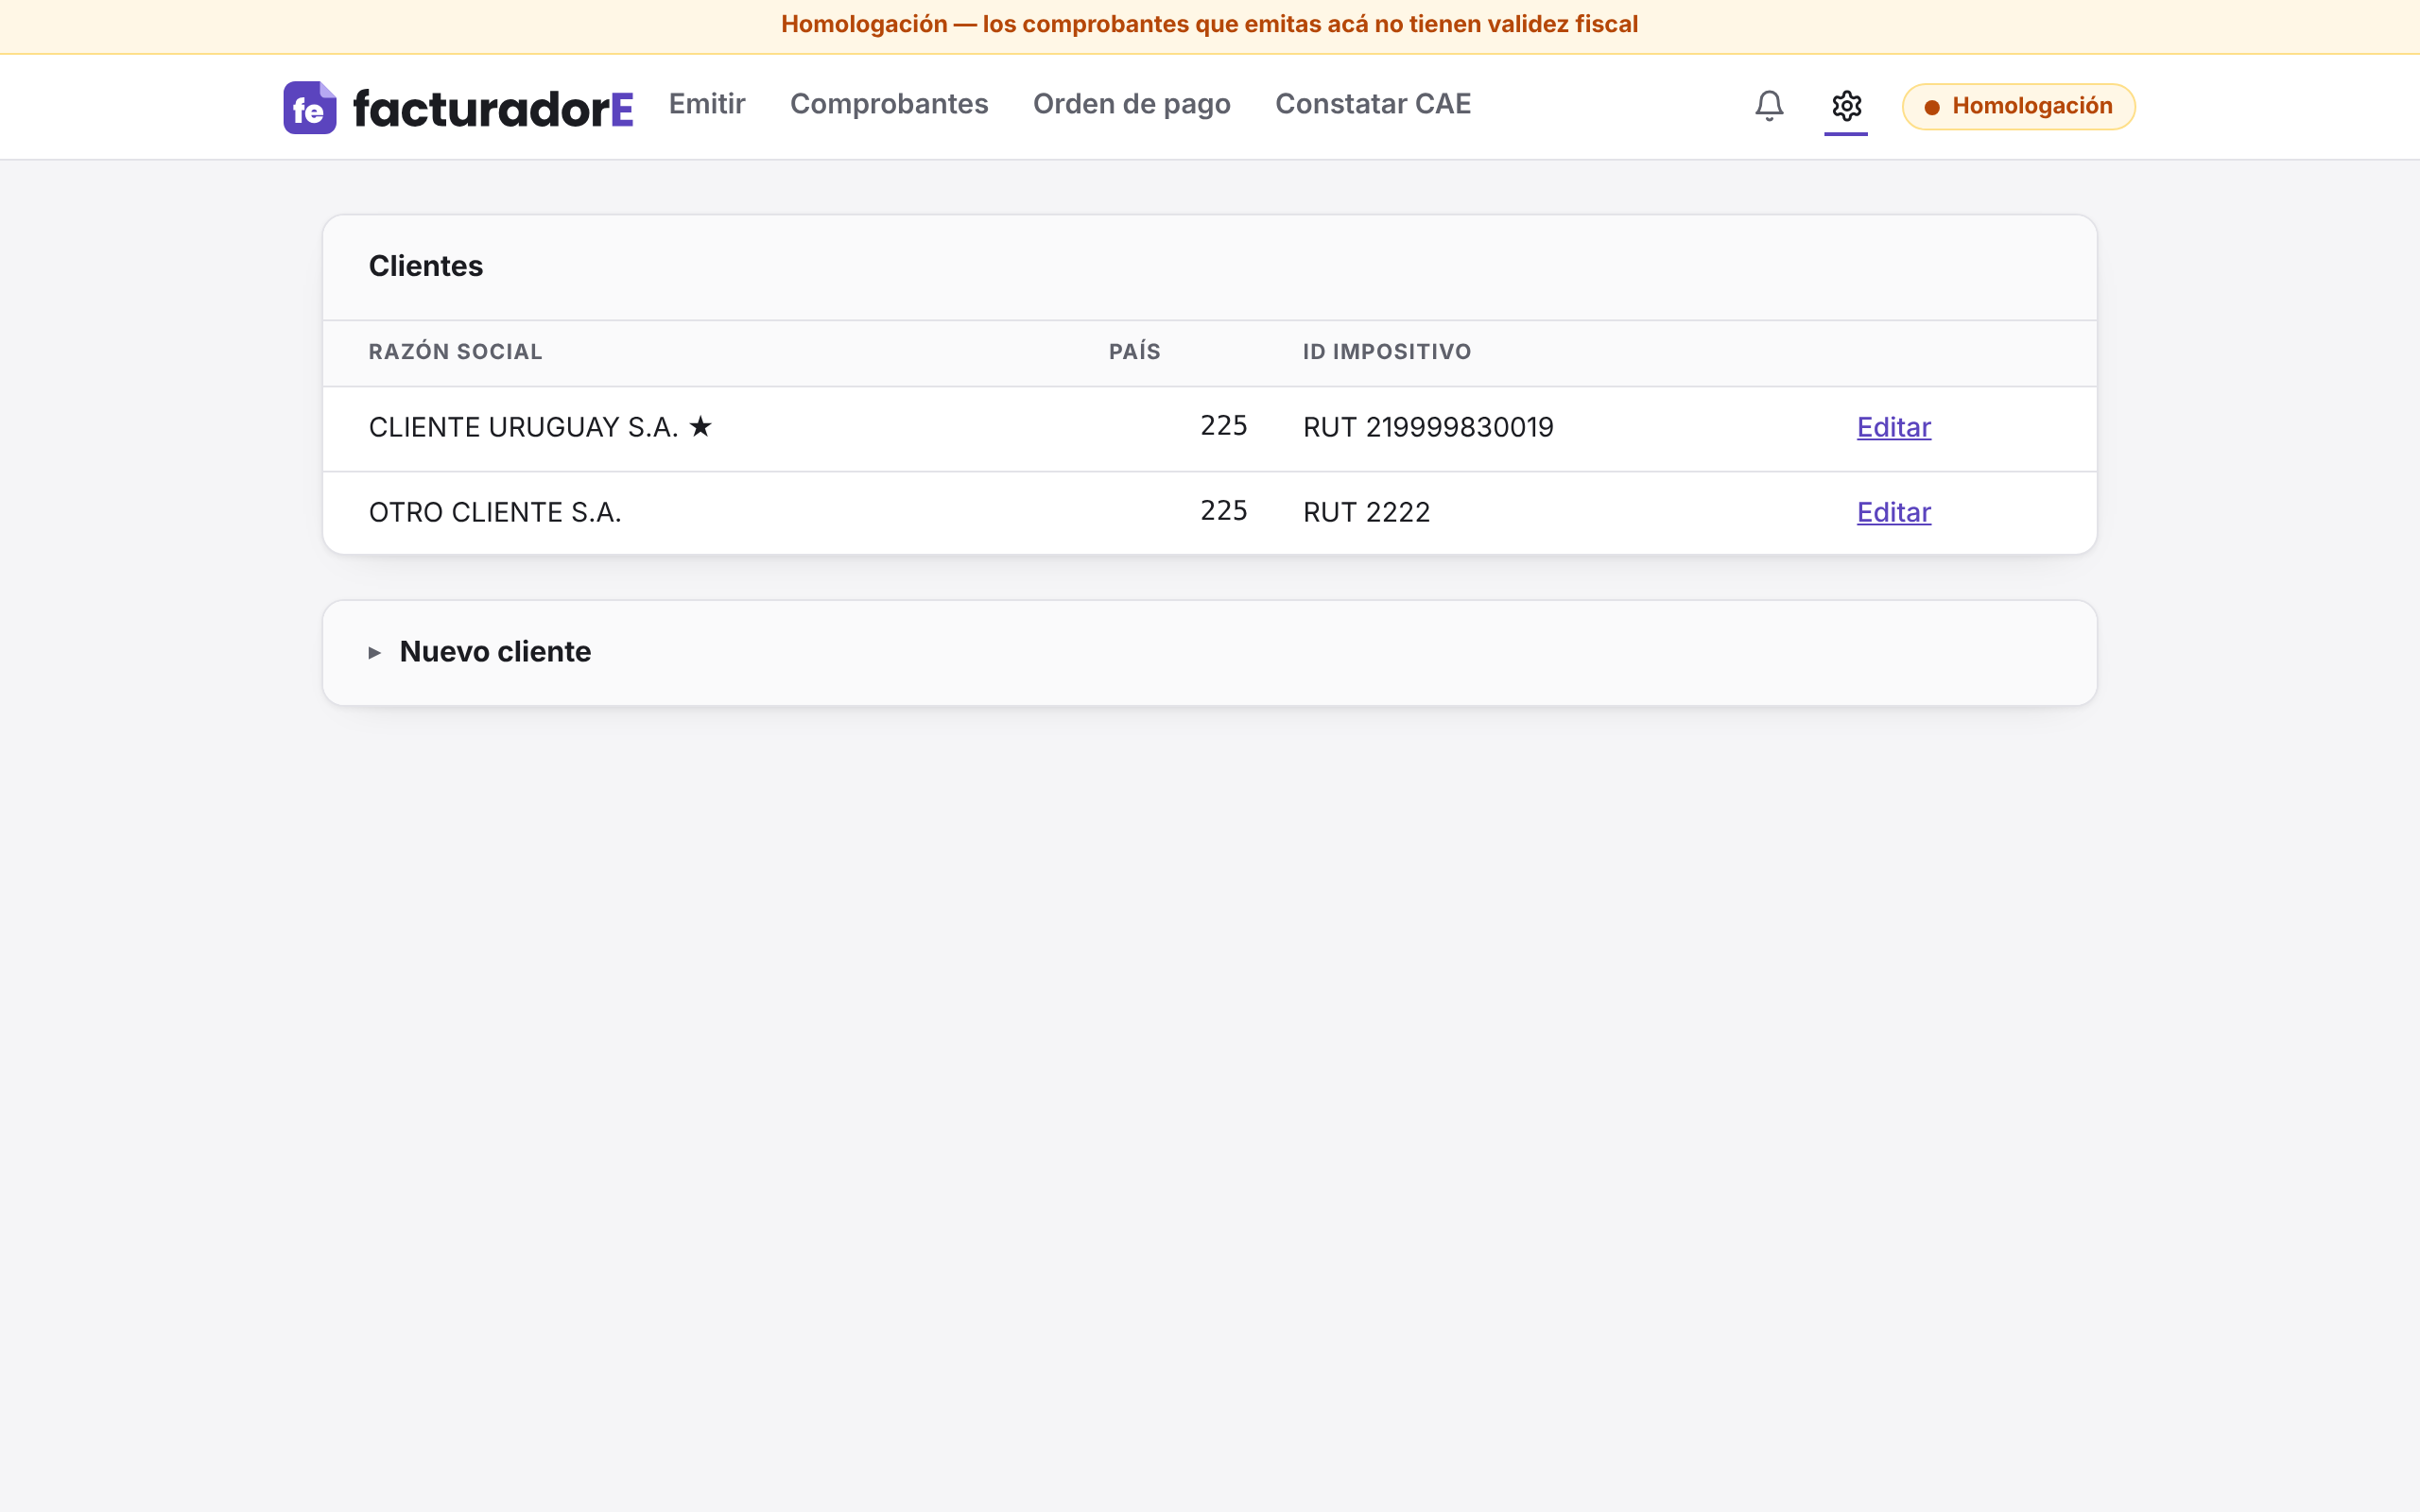 Homologación — los comprobantes que emitas acá no tienen validez fiscal
fe facturadorE Emitir Comprobantes Orden de pago Constatar CAE Homologación
Clientes
RAZÓN SOCIAL PAÍS ID IMPOSITIVO
CLIENTE URUGUAY S.A. ★ 225 RUT 219999830019 Editar
OTRO CLIENTE S.A. 225 RUT 2222 Editar
Nuevo cliente